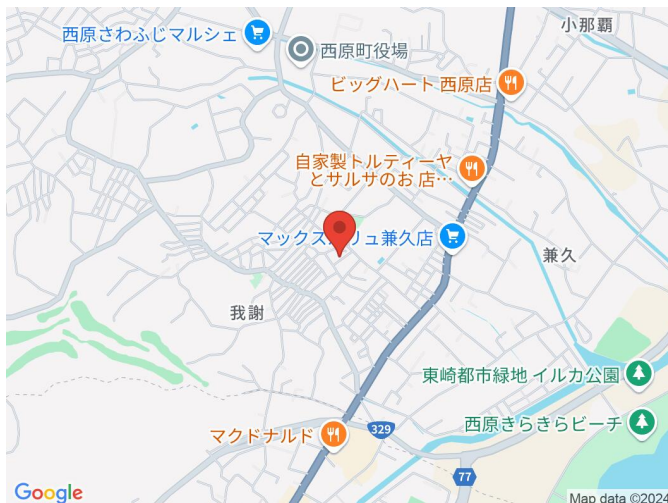 小那覇
西原さわふじマルシェ
西原町役場
ビッグハート 西原店
自家製トルティーヤ
とサルサのお 店…
マックスバリュ兼久店
兼久
我謝
東崎都市緑地 イルカ公園
西原きらきらビーチ
マクドナルド
329
77
Google
Map data ©2024